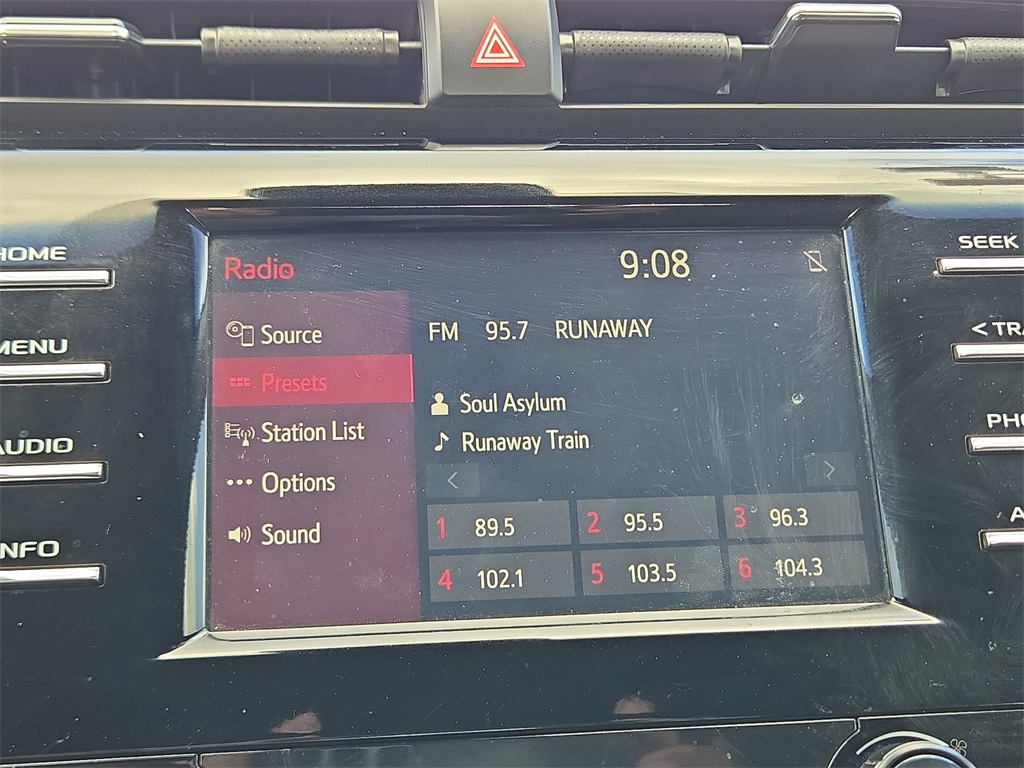 HOME
MENU
AUDIO
INFO
Radio
9:08
Source
Presets
Station List
Options
Sound
FM 95.7 RUNAWAY
Soul Asylum
Runaway Train
<
>
1 89.5
2 95.5
3 96.3
4 102.1
5 103.5
6 104.3
SEEK
< TRA
PHO
A